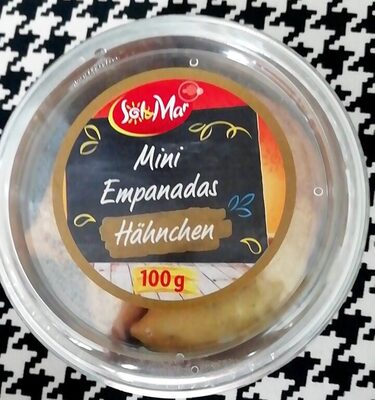 Sol&Mar
Mini
Empanadas
Hähnchen
100g